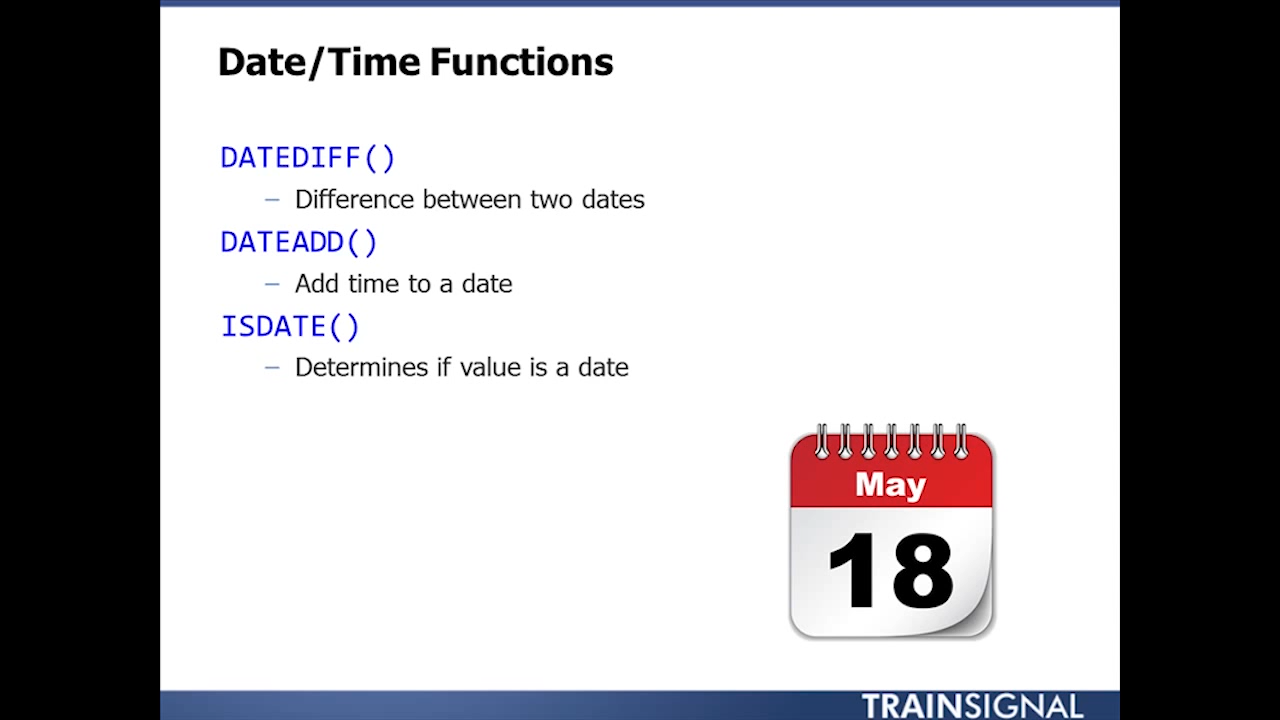 Date/Time Functions
DATEDIFF()
– Difference between two dates
DATEADD()
– Add time to a date
ISDATE()
– Determines if value is a date
May
18
TRAINSIGNAL